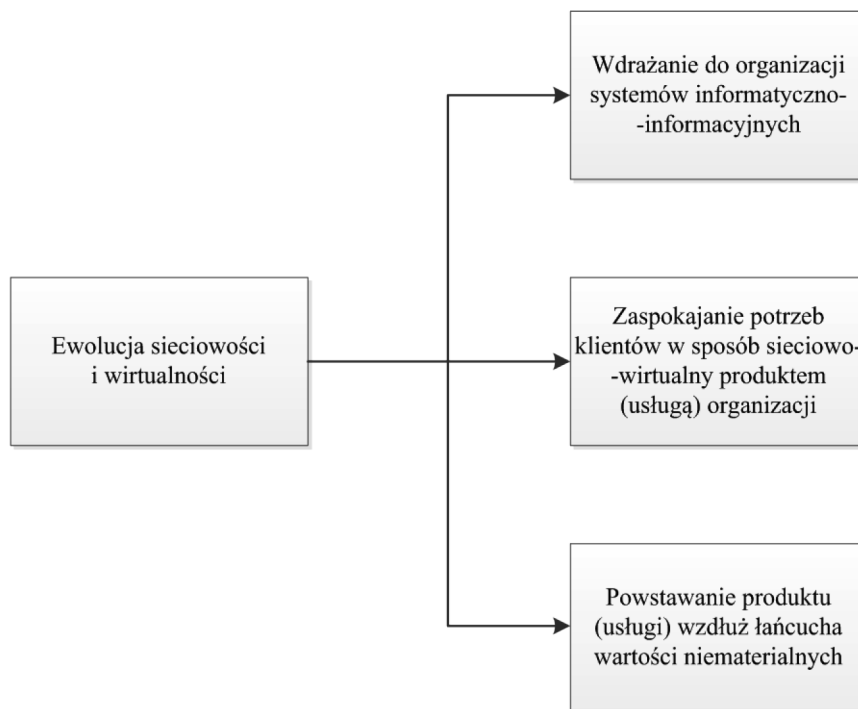 Wdrażanie do organizacji
systemów informatyczno-
-informacyjnych
Ewolucja sieciowości
i wirtualności
Zaspokajanie potrzeb
klientów w sposób sieciowo-
-wirtualny produktem
(usługą) organizacji
Powstawanie produktu
(usługi) wzdłuż łańcucha
wartości niematerialnych